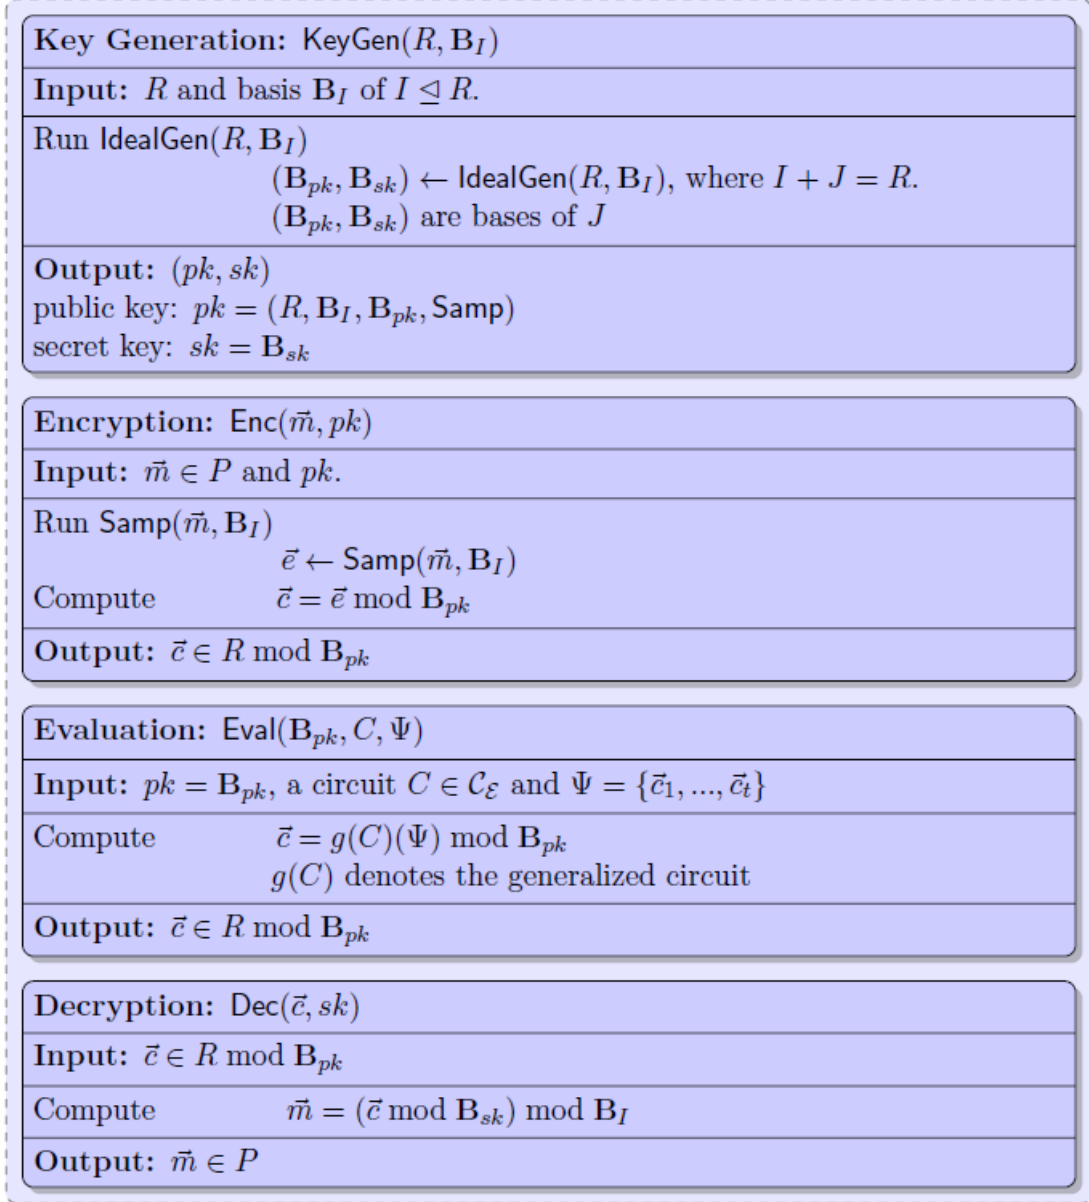 Key Generation: KeyGen(R, B_I)
Input: R and basis B_I of I ⊴ R.
Run IdealGen(R, B_I)
(B_pk, B_sk) ← IdealGen(R, B_I), where I + J = R.
(B_pk, B_sk) are bases of J
Output: (pk, sk)
public key: pk = (R, B_I, B_pk, Samp)
secret key: sk = B_sk
Encryption: Enc(m⃗, pk)
Input: m⃗ ∈ P and pk.
Run Samp(m⃗, B_I)
e⃗ ← Samp(m⃗, B_I)
Compute c⃗ = e⃗ mod B_pk
Output: c⃗ ∈ R mod B_pk
Evaluation: Eval(B_pk, C, Ψ)
Input: pk = B_pk, a circuit C ∈ 𝒞_ℰ and Ψ = {c⃗_1, ..., c⃗_t}
Compute c⃗ = g(C)(Ψ) mod B_pk
g(C) denotes the generalized circuit
Output: c⃗ ∈ R mod B_pk
Decryption: Dec(c⃗, sk)
Input: c⃗ ∈ R mod B_pk
Compute m⃗ = (c⃗ mod B_sk) mod B_I
Output: m⃗ ∈ P